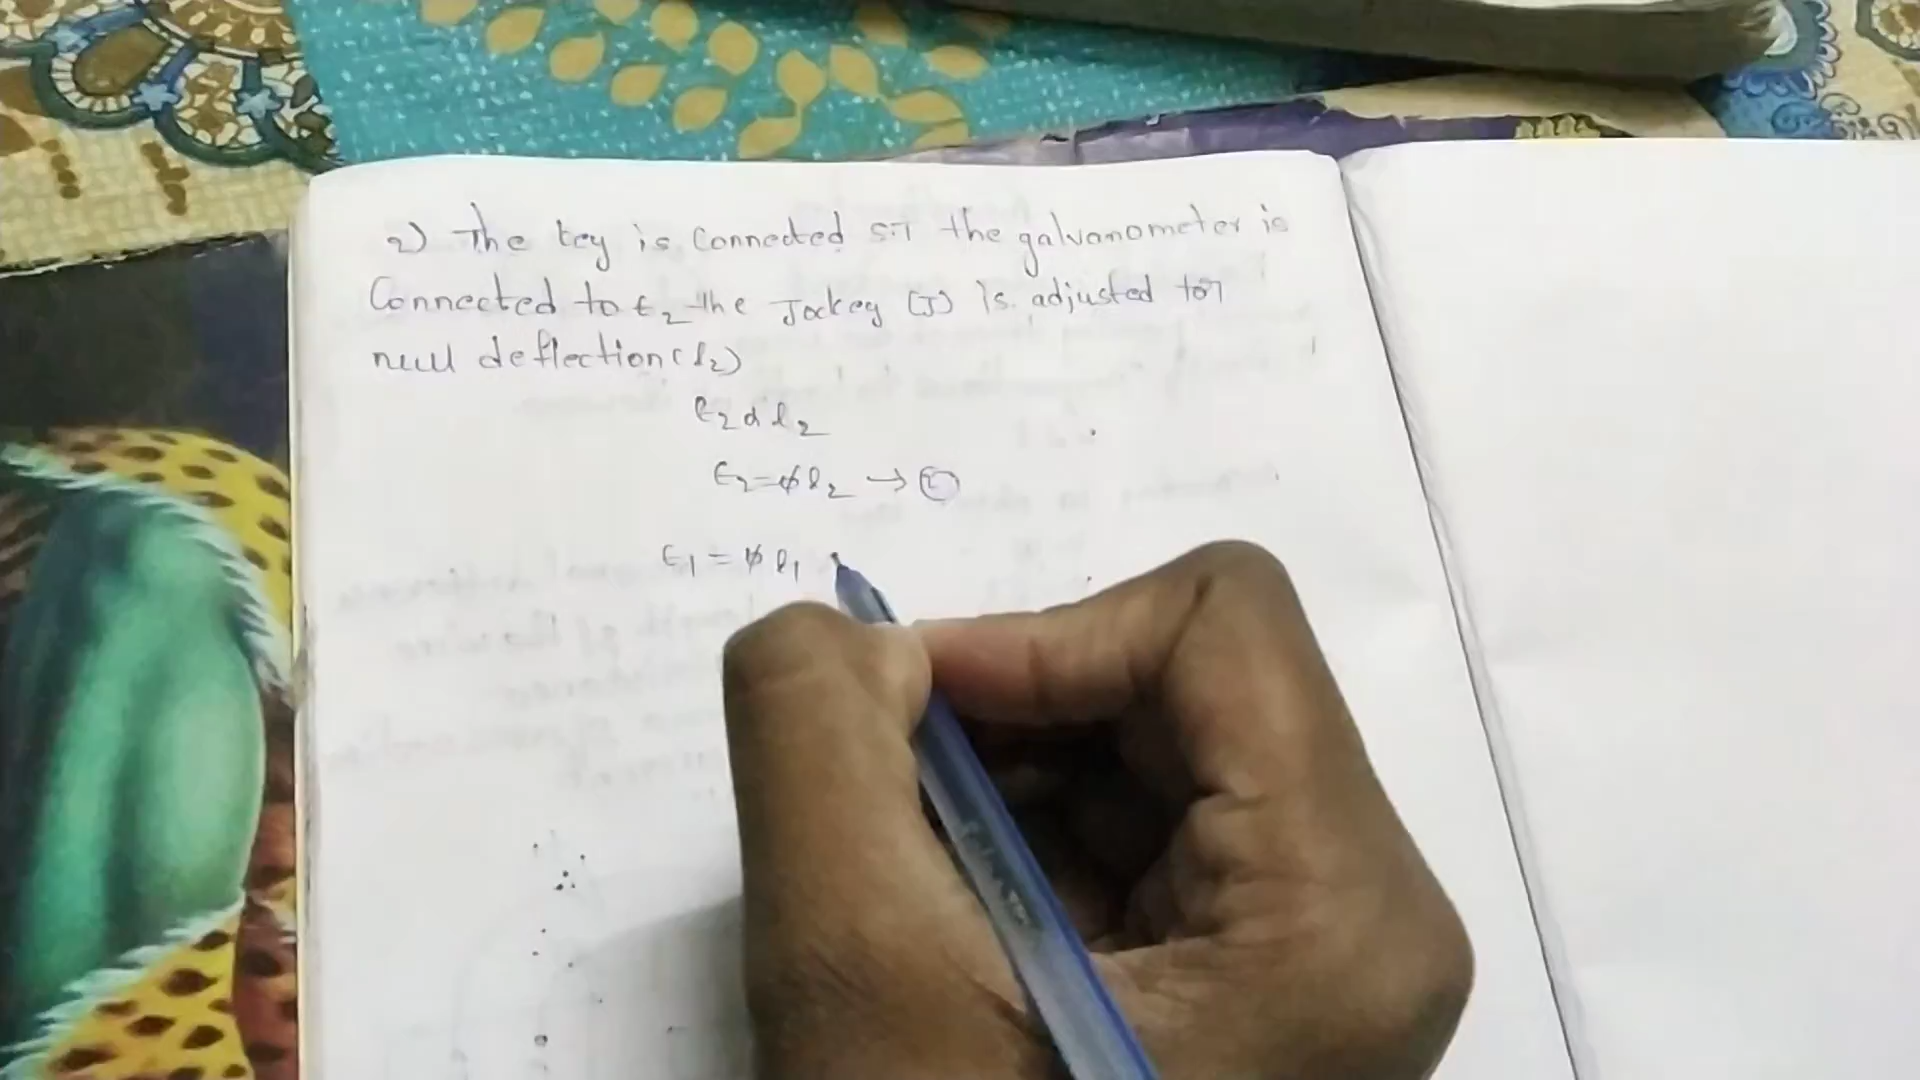 2) The key is connected S.T the galvanometer is
Connected to E₂ The Jockey (J) is adjusted for
null deflection (l₂)
E₂ α l₂
E₂ = ϕ l₂ → ②
E₁ = ϕ l₁